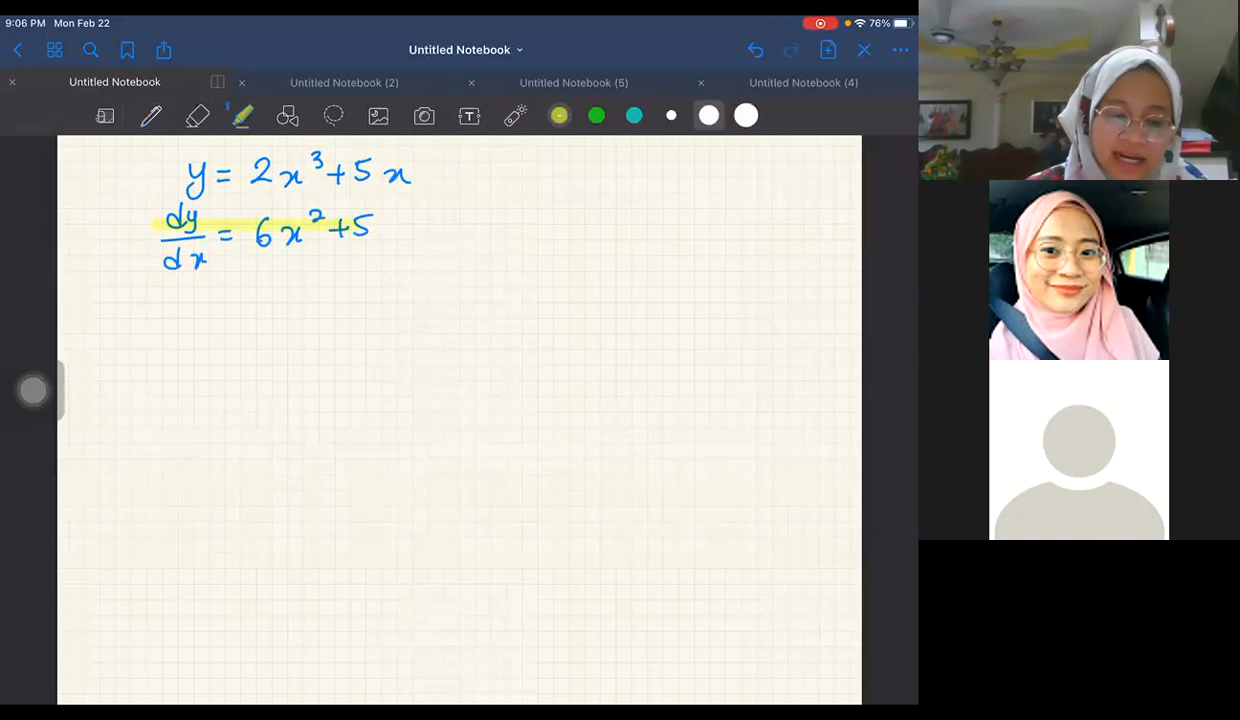 9:06 PM Mon Feb 22
76%
Untitled Notebook
Untitled Notebook
Untitled Notebook (2)
Untitled Notebook (5)
Untitled Notebook (4)
T
y = 2x³ + 5x
dy/dx = 6x² + 5